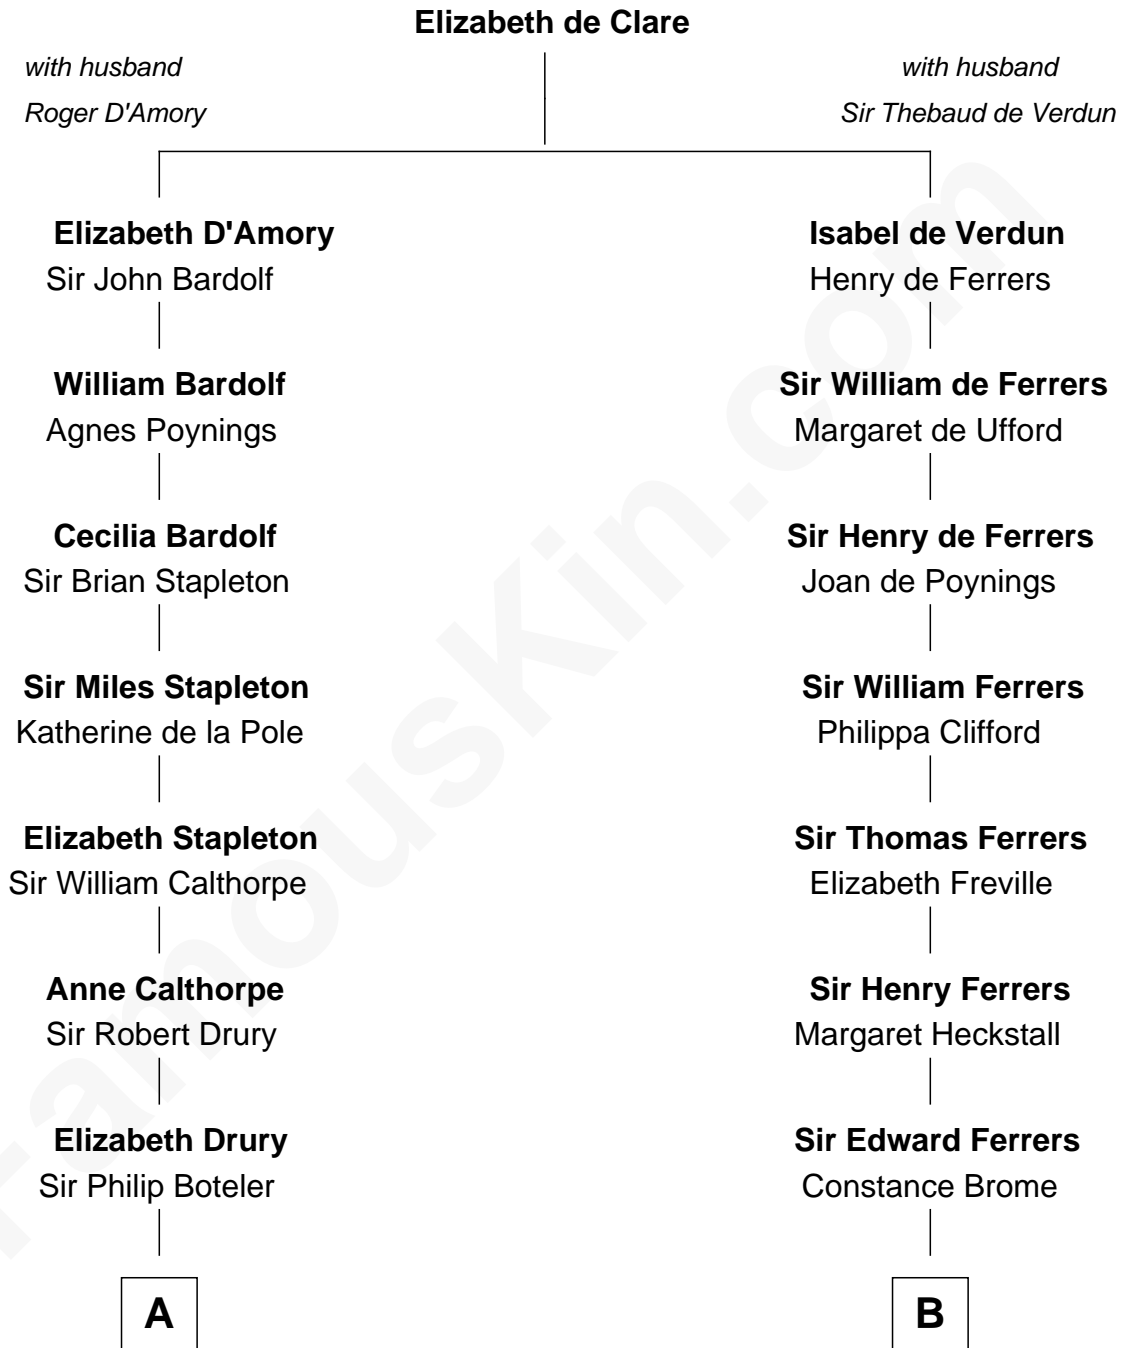 Elizabeth de Clare
with husband
Roger D'Amory
with husband
Sir Thebaud de Verdun
Elizabeth D'Amory
Sir John Bardolf
Isabel de Verdun
Henry de Ferrers
William Bardolf
Agnes Poynings
Sir William de Ferrers
Margaret de Ufford
Cecilia Bardolf
Sir Brian Stapleton
Sir Henry de Ferrers
Joan de Poynings
Sir Miles Stapleton
Katherine de la Pole
Sir William Ferrers
Philippa Clifford
Elizabeth Stapleton
Sir William Calthorpe
Sir Thomas Ferrers
Elizabeth Freville
Anne Calthorpe
Sir Robert Drury
Sir Henry Ferrers
Margaret Heckstall
Elizabeth Drury
Sir Philip Boteler
Sir Edward Ferrers
Constance Brome
A
B
FamousKin.com